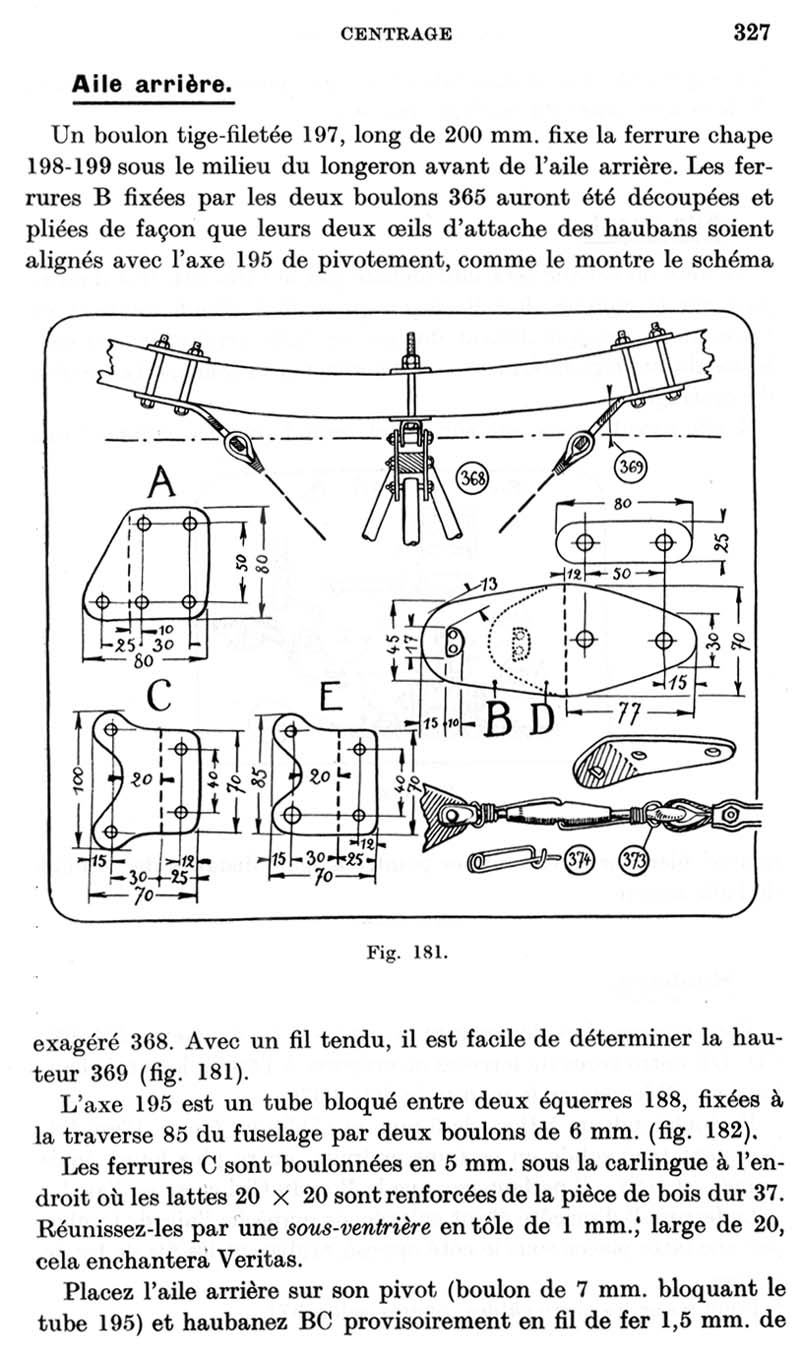 CENTRAGE 327
Aile arrière.
Un boulon tige-filetée 197, long de 200 mm. fixe la ferrure chape
198-199 sous le milieu du longeron avant de l'aile arrière. Les fer-
rures B fixées par les deux boulons 365 auront été découpées et
pliées de façon que leurs deux œils d'attache des haubans soient
alignés avec l'axe 195 de pivotement, comme le montre le schéma
368
369
A
50
80
10
25 30
80
80
25
12 50
13
45
17
30
70
15
15 10
B D
77
C
100
20
40
70
15
12
30 25
70
E
85
20
40
70
12
15 30 25
70
374
373
Fig. 181.
exagéré 368. Avec un fil tendu, il est facile de déterminer la hau-
teur 369 (fig. 181).
L'axe 195 est un tube bloqué entre deux équerres 188, fixées à
la traverse 85 du fuselage par deux boulons de 6 mm. (fig. 182).
Les ferrures C sont boulonnées en 5 mm. sous la carlingue à l'en-
droit où les lattes 20 × 20 sont renforcées de la pièce de bois dur 37.
Réunissez-les par une sous-ventrière en tôle de 1 mm., large de 20,
cela enchantera Veritas.
Placez l'aile arrière sur son pivot (boulon de 7 mm. bloquant le
tube 195) et haubanez BC provisoirement en fil de fer 1,5 mm. de